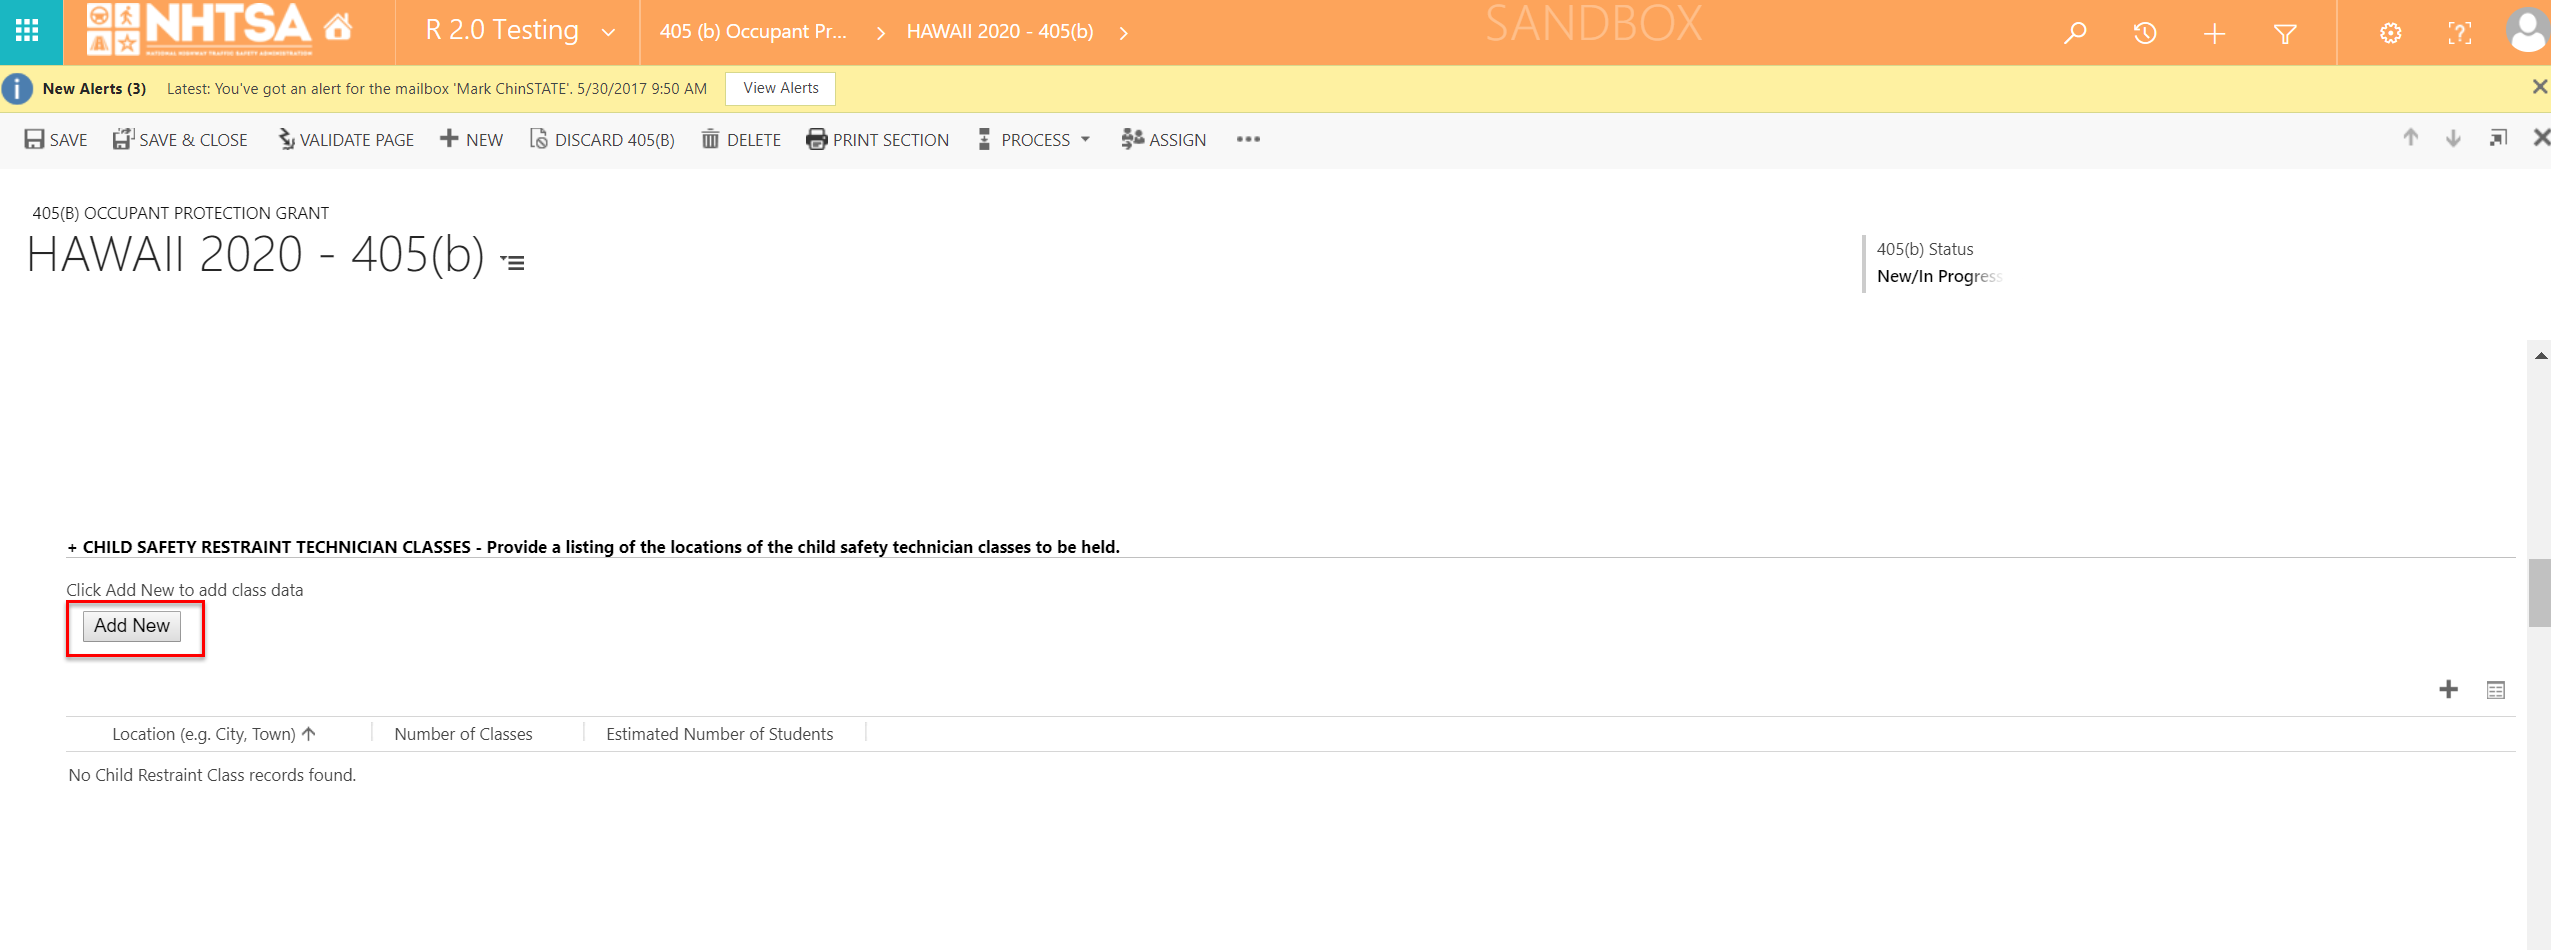 NHTSA
NATIONAL HIGHWAY TRAFFIC SAFETY ADMINISTRATION
R 2.0 Testing
405 (b) Occupant Pr...
HAWAII 2020 - 405(b)
SANDBOX
New Alerts (3) Latest: You've got an alert for the mailbox 'Mark ChinSTATE'. 5/30/2017 9:50 AM View Alerts
SAVE SAVE & CLOSE VALIDATE PAGE NEW DISCARD 405(B) DELETE PRINT SECTION PROCESS ASSIGN •••
405(B) OCCUPANT PROTECTION GRANT
HAWAII 2020 - 405(b)
405(b) Status
New/In Progress
+ CHILD SAFETY RESTRAINT TECHNICIAN CLASSES - Provide a listing of the locations of the child safety technician classes to be held.
Click Add New to add class data
Add New
Location (e.g. City, Town) Number of Classes Estimated Number of Students
No Child Restraint Class records found.